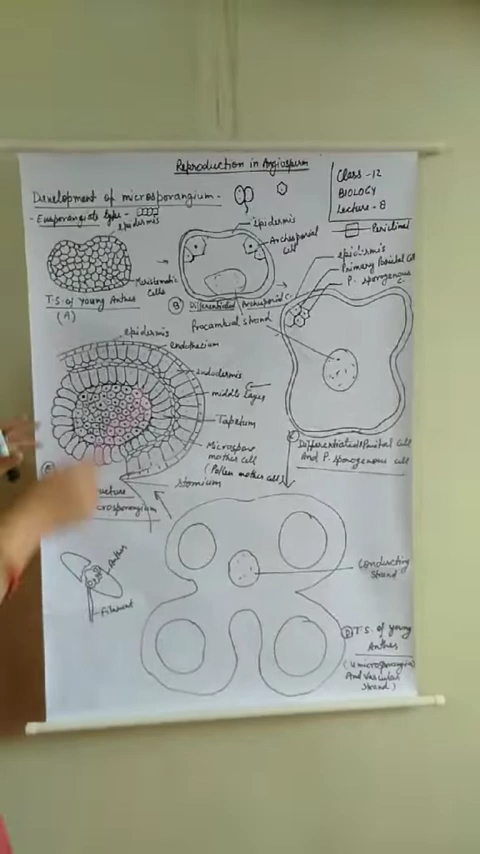 Reproduction in Angiosperm
Class - 12
BIOLOGY
Lecture - 8
Development of microsporangium -
- Eusporangiate type -
epidermis
epidermis
Archesporial
cell
Periclinal
epidermis
Primary Parietal cell
P. sporogenous
c.
Meristematic
cells
T.S. of young Anther
(A)
(B) Differentiated Archesporial c.
Procambial strand
epidermis
endothecium
endodermis
middle layers
Tapetum
Microspore
mother cell
(Pollen mother cell)
Stomium
Differentiated Parietal cell
And P. sporogenous cell
Anther
Filament
Conducting
Strand
(D) T.S. of young
Anther
(4 microsporangia
And Vascular
Strand)